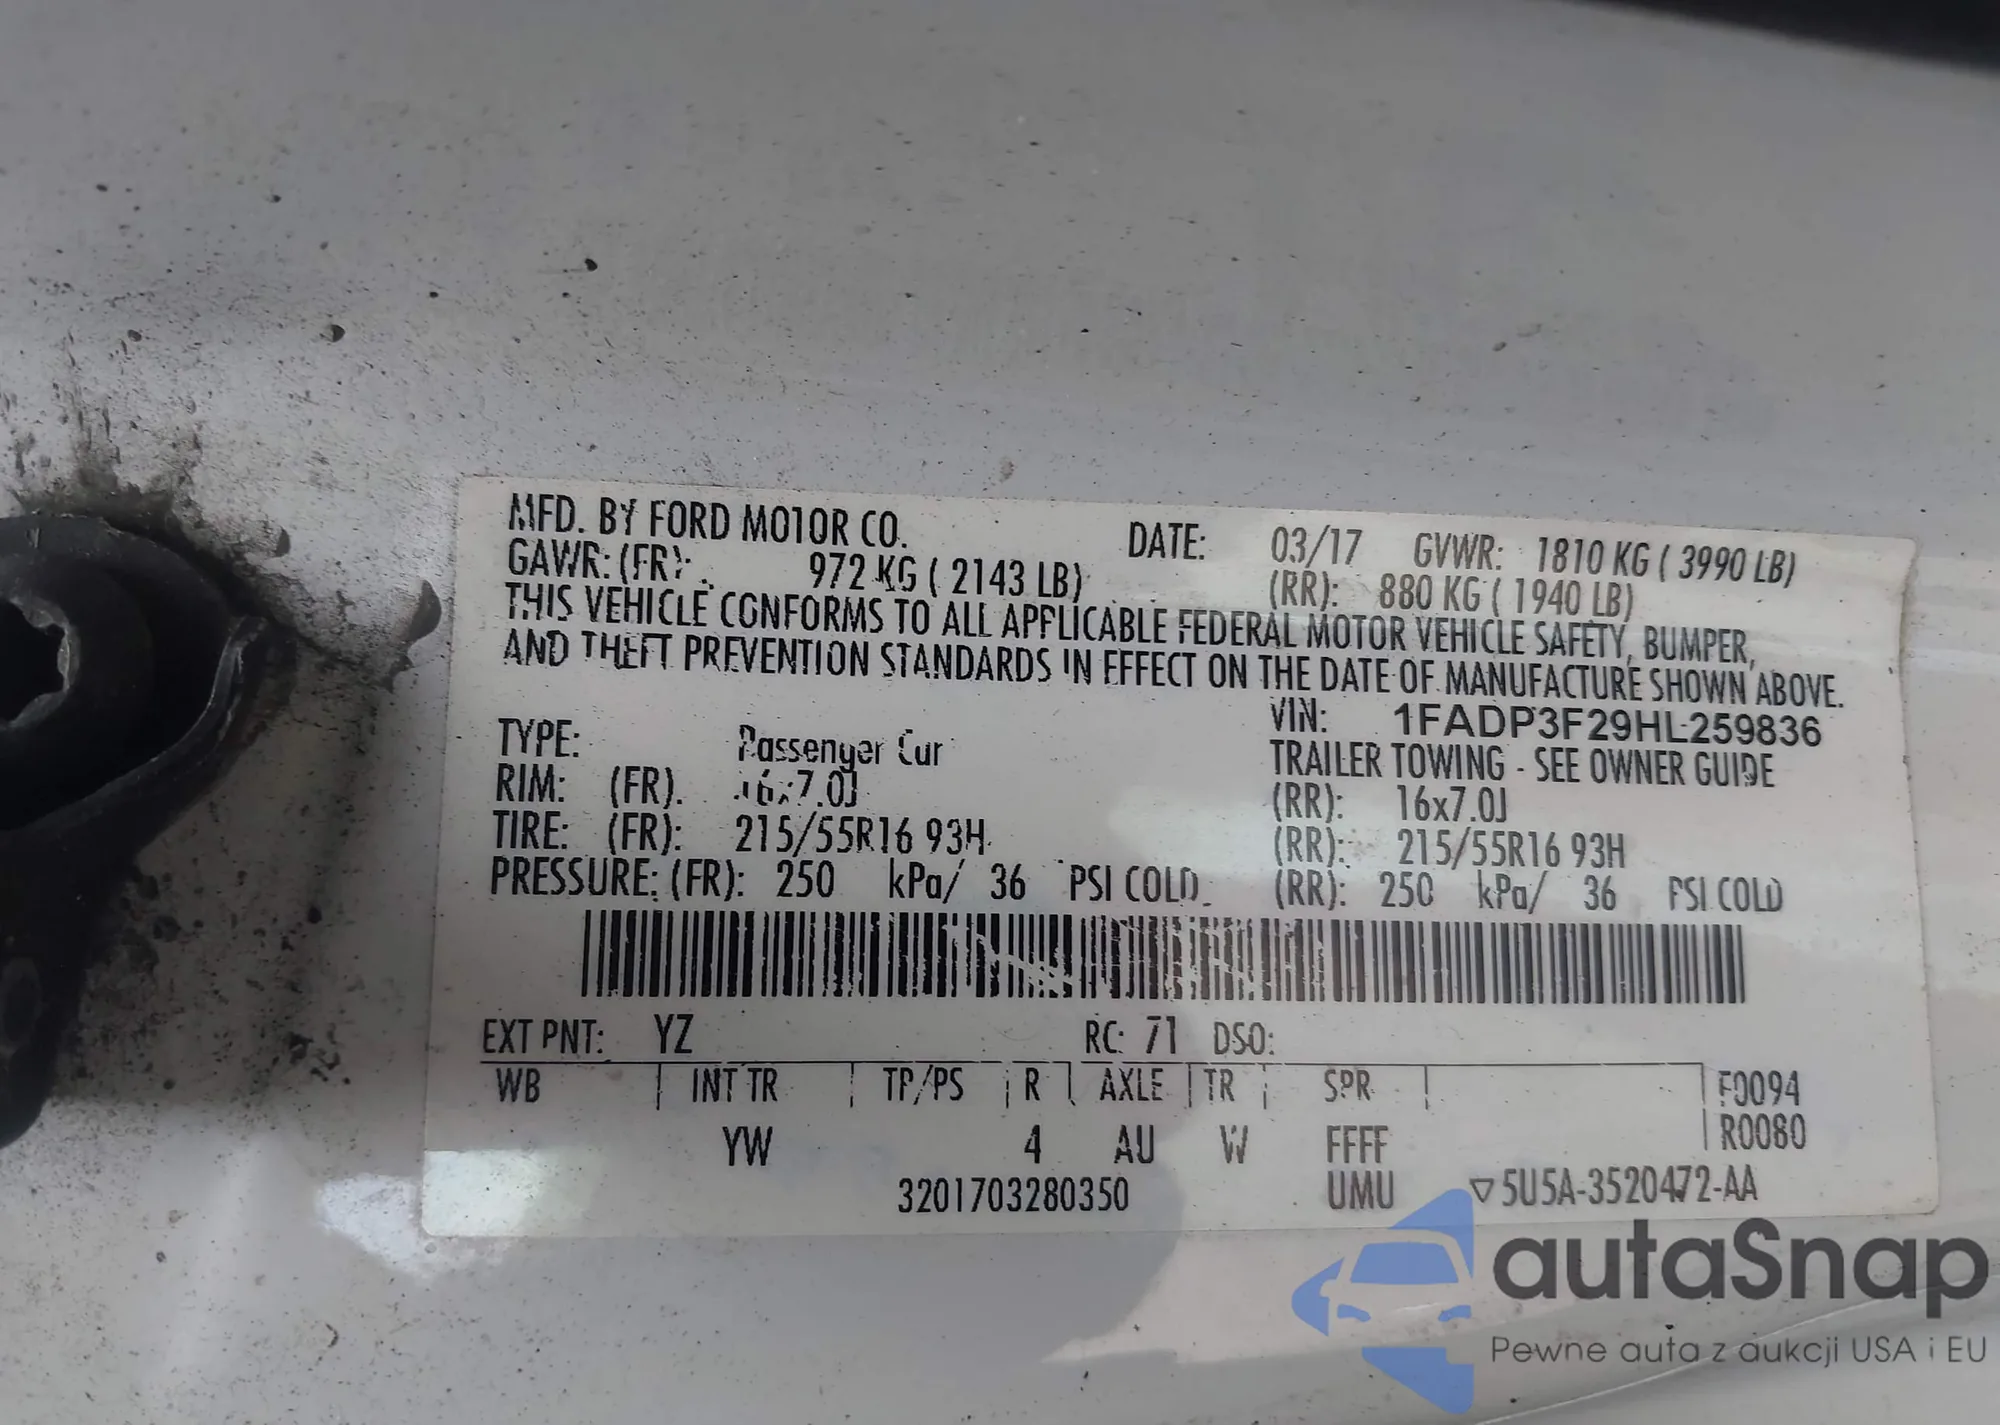 MFD. BY FORD MOTOR CO. DATE: 03/17 GVWR: 1810 KG ( 3990 LB)
GAWR: (FR): 972 KG ( 2143 LB) (RR): 880 KG ( 1940 LB)
THIS VEHICLE CONFORMS TO ALL APPLICABLE FEDERAL MOTOR VEHICLE SAFETY, BUMPER,
AND THEFT PREVENTION STANDARDS IN EFFECT ON THE DATE OF MANUFACTURE SHOWN ABOVE.
VIN: 1FADP3F29HL259836
TYPE: Passenger Car TRAILER TOWING - SEE OWNER GUIDE
RIM: (FR): 16x7.0J (RR): 16x7.0J
TIRE: (FR): 215/55R16 93H (RR): 215/55R16 93H
PRESSURE: (FR): 250 kPa/ 36 PSI COLD (RR): 250 kPa/ 36 PSI COLD
EXT PNT: YZ RC: 71 DSO:
WB INT TR TP/PS R AXLE TR SPR F0094
R0080
YW 4 AU W FFFF
3201703280350 UMU ▽5U5A-3520472-AA
autaSnap
Pewne auta z aukcji USA i EU